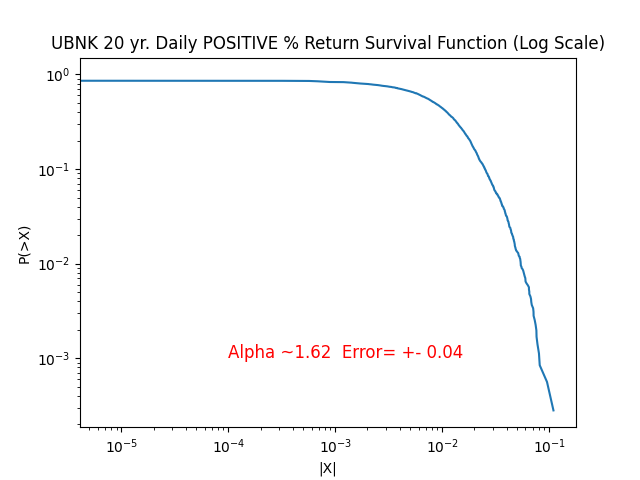 UBNK 20 yr. Daily POSITIVE % Return Survival Function (Log Scale)
10⁰
10⁻¹
10⁻²
10⁻³
P(>X)
Alpha ~1.62  Error= +- 0.04
10⁻⁵ 10⁻⁴ 10⁻³ 10⁻² 10⁻¹
|X|